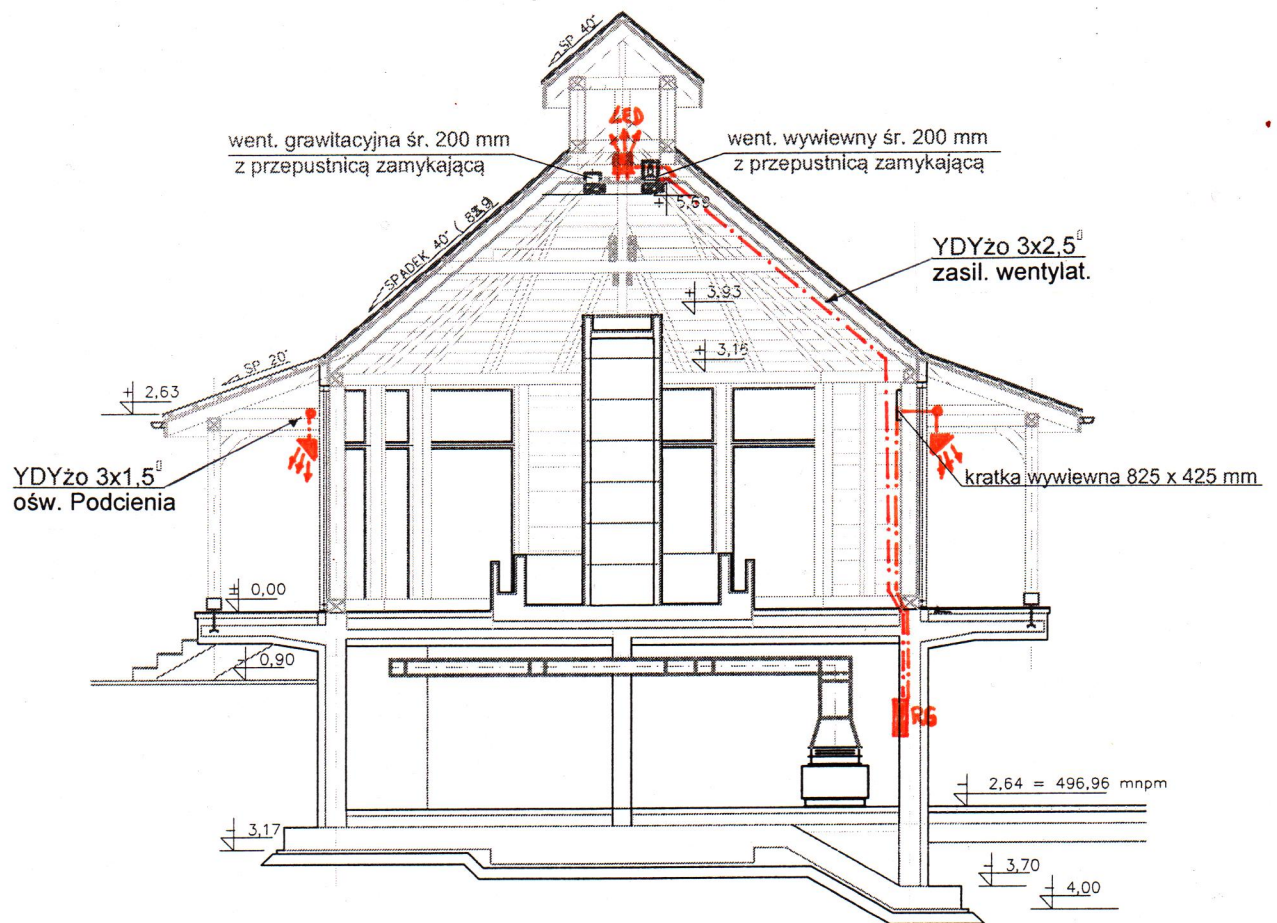 SP 40°
LED
went. grawitacyjna śr. 200 mm
z przepustnicą zamykającą
went. wywiewny śr. 200 mm
z przepustnicą zamykającą
+ 5,69
SPADEK 40°
YDYżo 3x2,5
zasil. wentylat.
+ 3,93
+ 3,16
SP 20°
+ 2,63
YDYżo 3x1,5
ośw. Podcienia
kratka wywiewna 825 x 425 mm
± 0,00
- 0,90
RG
- 2,64 = 496,96 mnpm
- 3,17
- 3,70
- 4,00